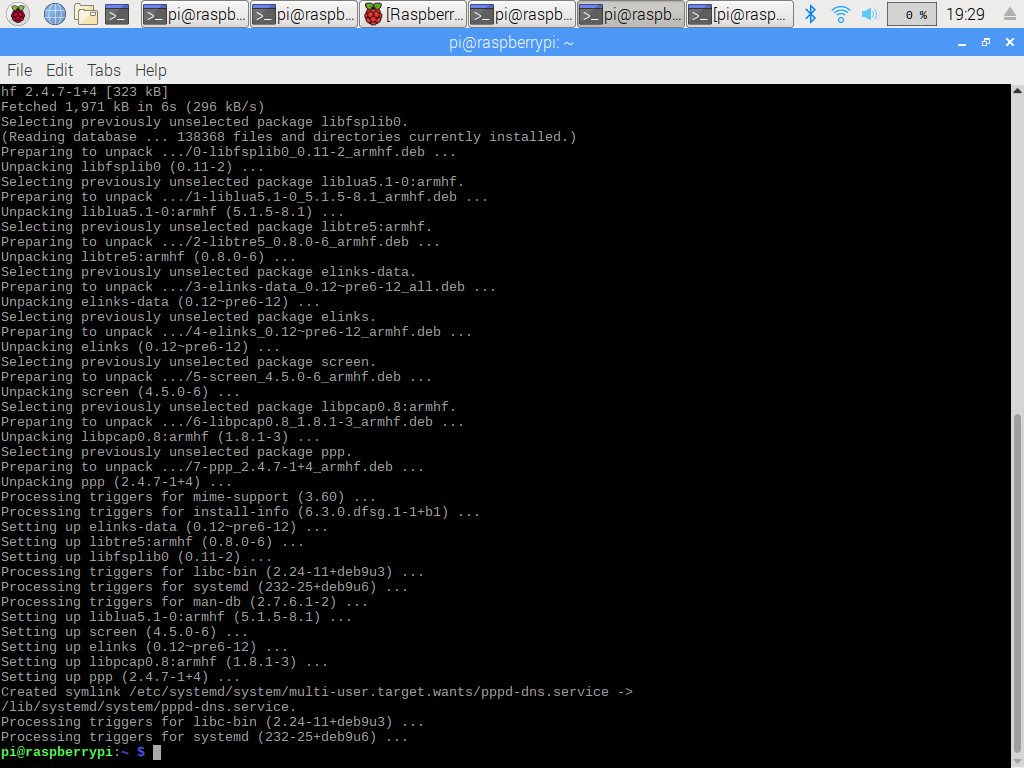 pi@raspb... pi@raspb... [Raspberr... pi@raspb... pi@raspb... [pi@rasp... 0 % 19:29
pi@raspberrypi: ~
File Edit Tabs Help
hf 2.4.7-1+4 [323 kB]
Fetched 1,971 kB in 6s (296 kB/s)
Selecting previously unselected package libfsplib0.
(Reading database ... 138368 files and directories currently installed.)
Preparing to unpack .../0-libfsplib0_0.11-2_armhf.deb ...
Unpacking libfsplib0 (0.11-2) ...
Selecting previously unselected package liblua5.1-0:armhf.
Preparing to unpack .../1-liblua5.1-0_5.1.5-8.1_armhf.deb ...
Unpacking liblua5.1-0:armhf (5.1.5-8.1) ...
Selecting previously unselected package libtre5:armhf.
Preparing to unpack .../2-libtre5_0.8.0-6_armhf.deb ...
Unpacking libtre5:armhf (0.8.0-6) ...
Selecting previously unselected package elinks-data.
Preparing to unpack .../3-elinks-data_0.12~pre6-12_all.deb ...
Unpacking elinks-data (0.12~pre6-12) ...
Selecting previously unselected package elinks.
Preparing to unpack .../4-elinks_0.12~pre6-12_armhf.deb ...
Unpacking elinks (0.12~pre6-12) ...
Selecting previously unselected package screen.
Preparing to unpack .../5-screen_4.5.0-6_armhf.deb ...
Unpacking screen (4.5.0-6) ...
Selecting previously unselected package libpcap0.8:armhf.
Preparing to unpack .../6-libpcap0.8_1.8.1-3_armhf.deb ...
Unpacking libpcap0.8:armhf (1.8.1-3) ...
Selecting previously unselected package ppp.
Preparing to unpack .../7-ppp_2.4.7-1+4_armhf.deb ...
Unpacking ppp (2.4.7-1+4) ...
Processing triggers for mime-support (3.60) ...
Processing triggers for install-info (6.3.0.dfsg.1-1+b1) ...
Setting up elinks-data (0.12~pre6-12) ...
Setting up libtre5:armhf (0.8.0-6) ...
Setting up libfsplib0 (0.11-2) ...
Processing triggers for libc-bin (2.24-11+deb9u3) ...
Processing triggers for systemd (232-25+deb9u6) ...
Processing triggers for man-db (2.7.6.1-2) ...
Setting up liblua5.1-0:armhf (5.1.5-8.1) ...
Setting up screen (4.5.0-6) ...
Setting up elinks (0.12~pre6-12) ...
Setting up libpcap0.8:armhf (1.8.1-3) ...
Setting up ppp (2.4.7-1+4) ...
Created symlink /etc/systemd/system/multi-user.target.wants/pppd-dns.service ->
/lib/systemd/system/pppd-dns.service.
Processing triggers for libc-bin (2.24-11+deb9u3) ...
Processing triggers for systemd (232-25+deb9u6) ...
pi@raspberrypi:~ $